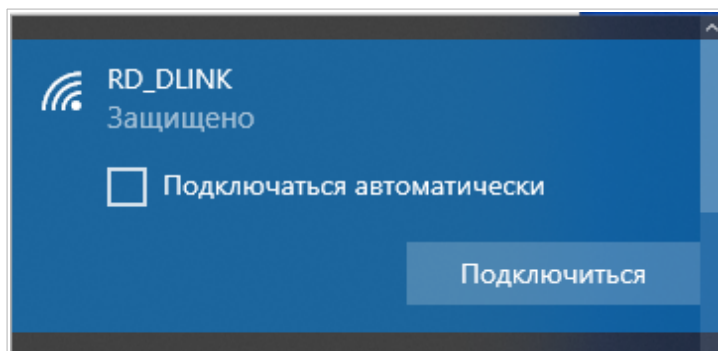 RD_DLINK
Защищено
Подключаться автоматически
Подключиться